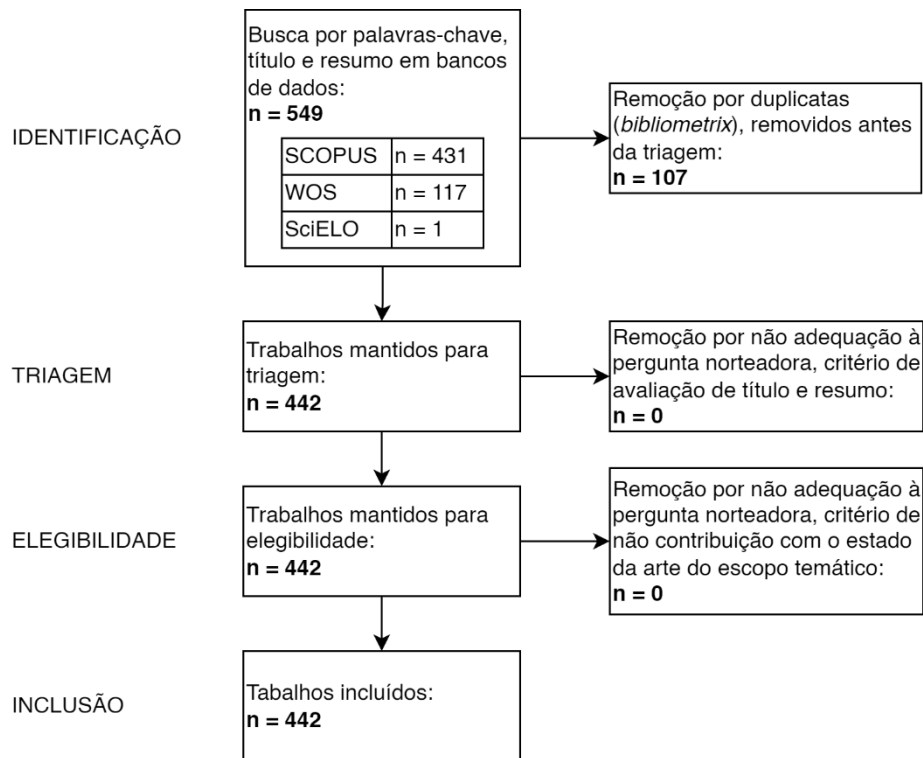 IDENTIFICAÇÃO
Busca por palavras-chave,
título e resumo em bancos
de dados:
n = 549
SCOPUS n = 431
WOS n = 117
SciELO n = 1
Remoção por duplicatas
(bibliometrix), removidos antes
da triagem:
n = 107
TRIAGEM
Trabalhos mantidos para
triagem:
n = 442
Remoção por não adequação à
pergunta norteadora, critério de
avaliação de título e resumo:
n = 0
ELEGIBILIDADE
Trabalhos mantidos para
elegibilidade:
n = 442
Remoção por não adequação à
pergunta norteadora, critério de
não contribuição com o estado
da arte do escopo temático:
n = 0
INCLUSÃO
Tabalhos incluídos:
n = 442